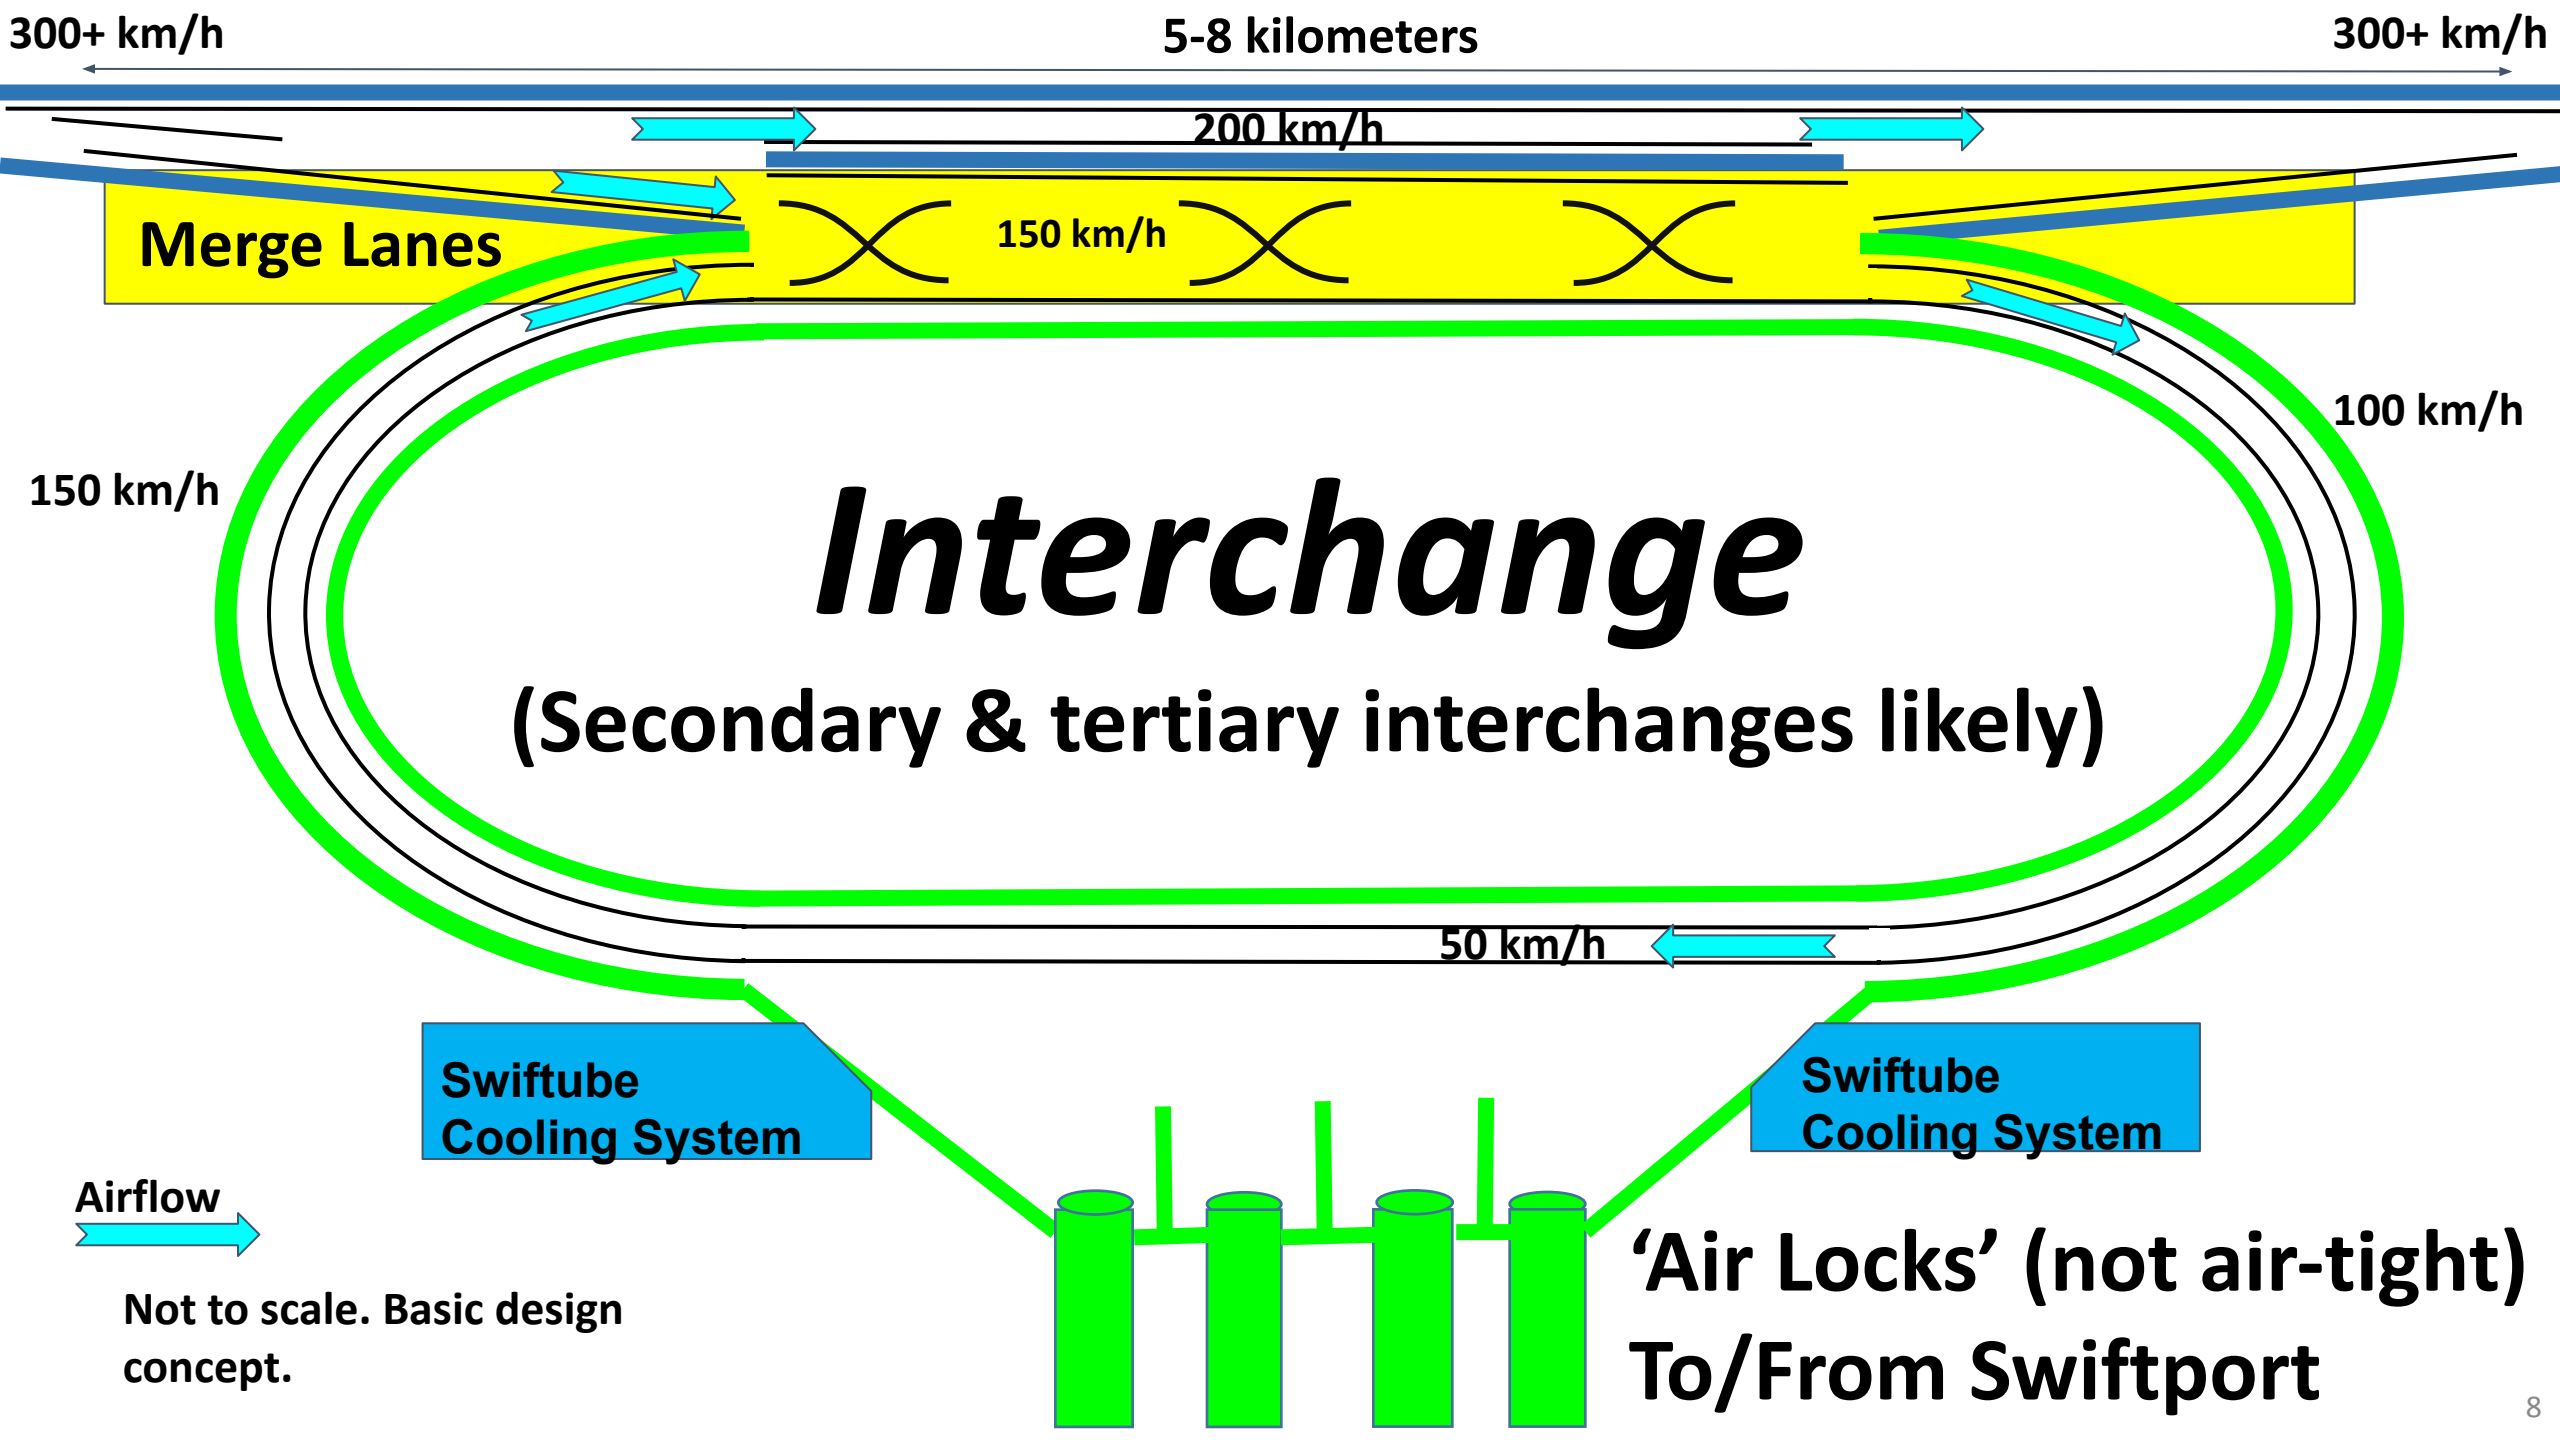 300+ km/h
5-8 kilometers
300+ km/h
200 km/h
Merge Lanes
150 km/h
100 km/h
150 km/h
Interchange
(Secondary & tertiary interchanges likely)
50 km/h
Swiftube
Cooling System
Swiftube
Cooling System
Airflow
Not to scale. Basic design
concept.
‘Air Locks’ (not air-tight)
To/From Swiftport
8